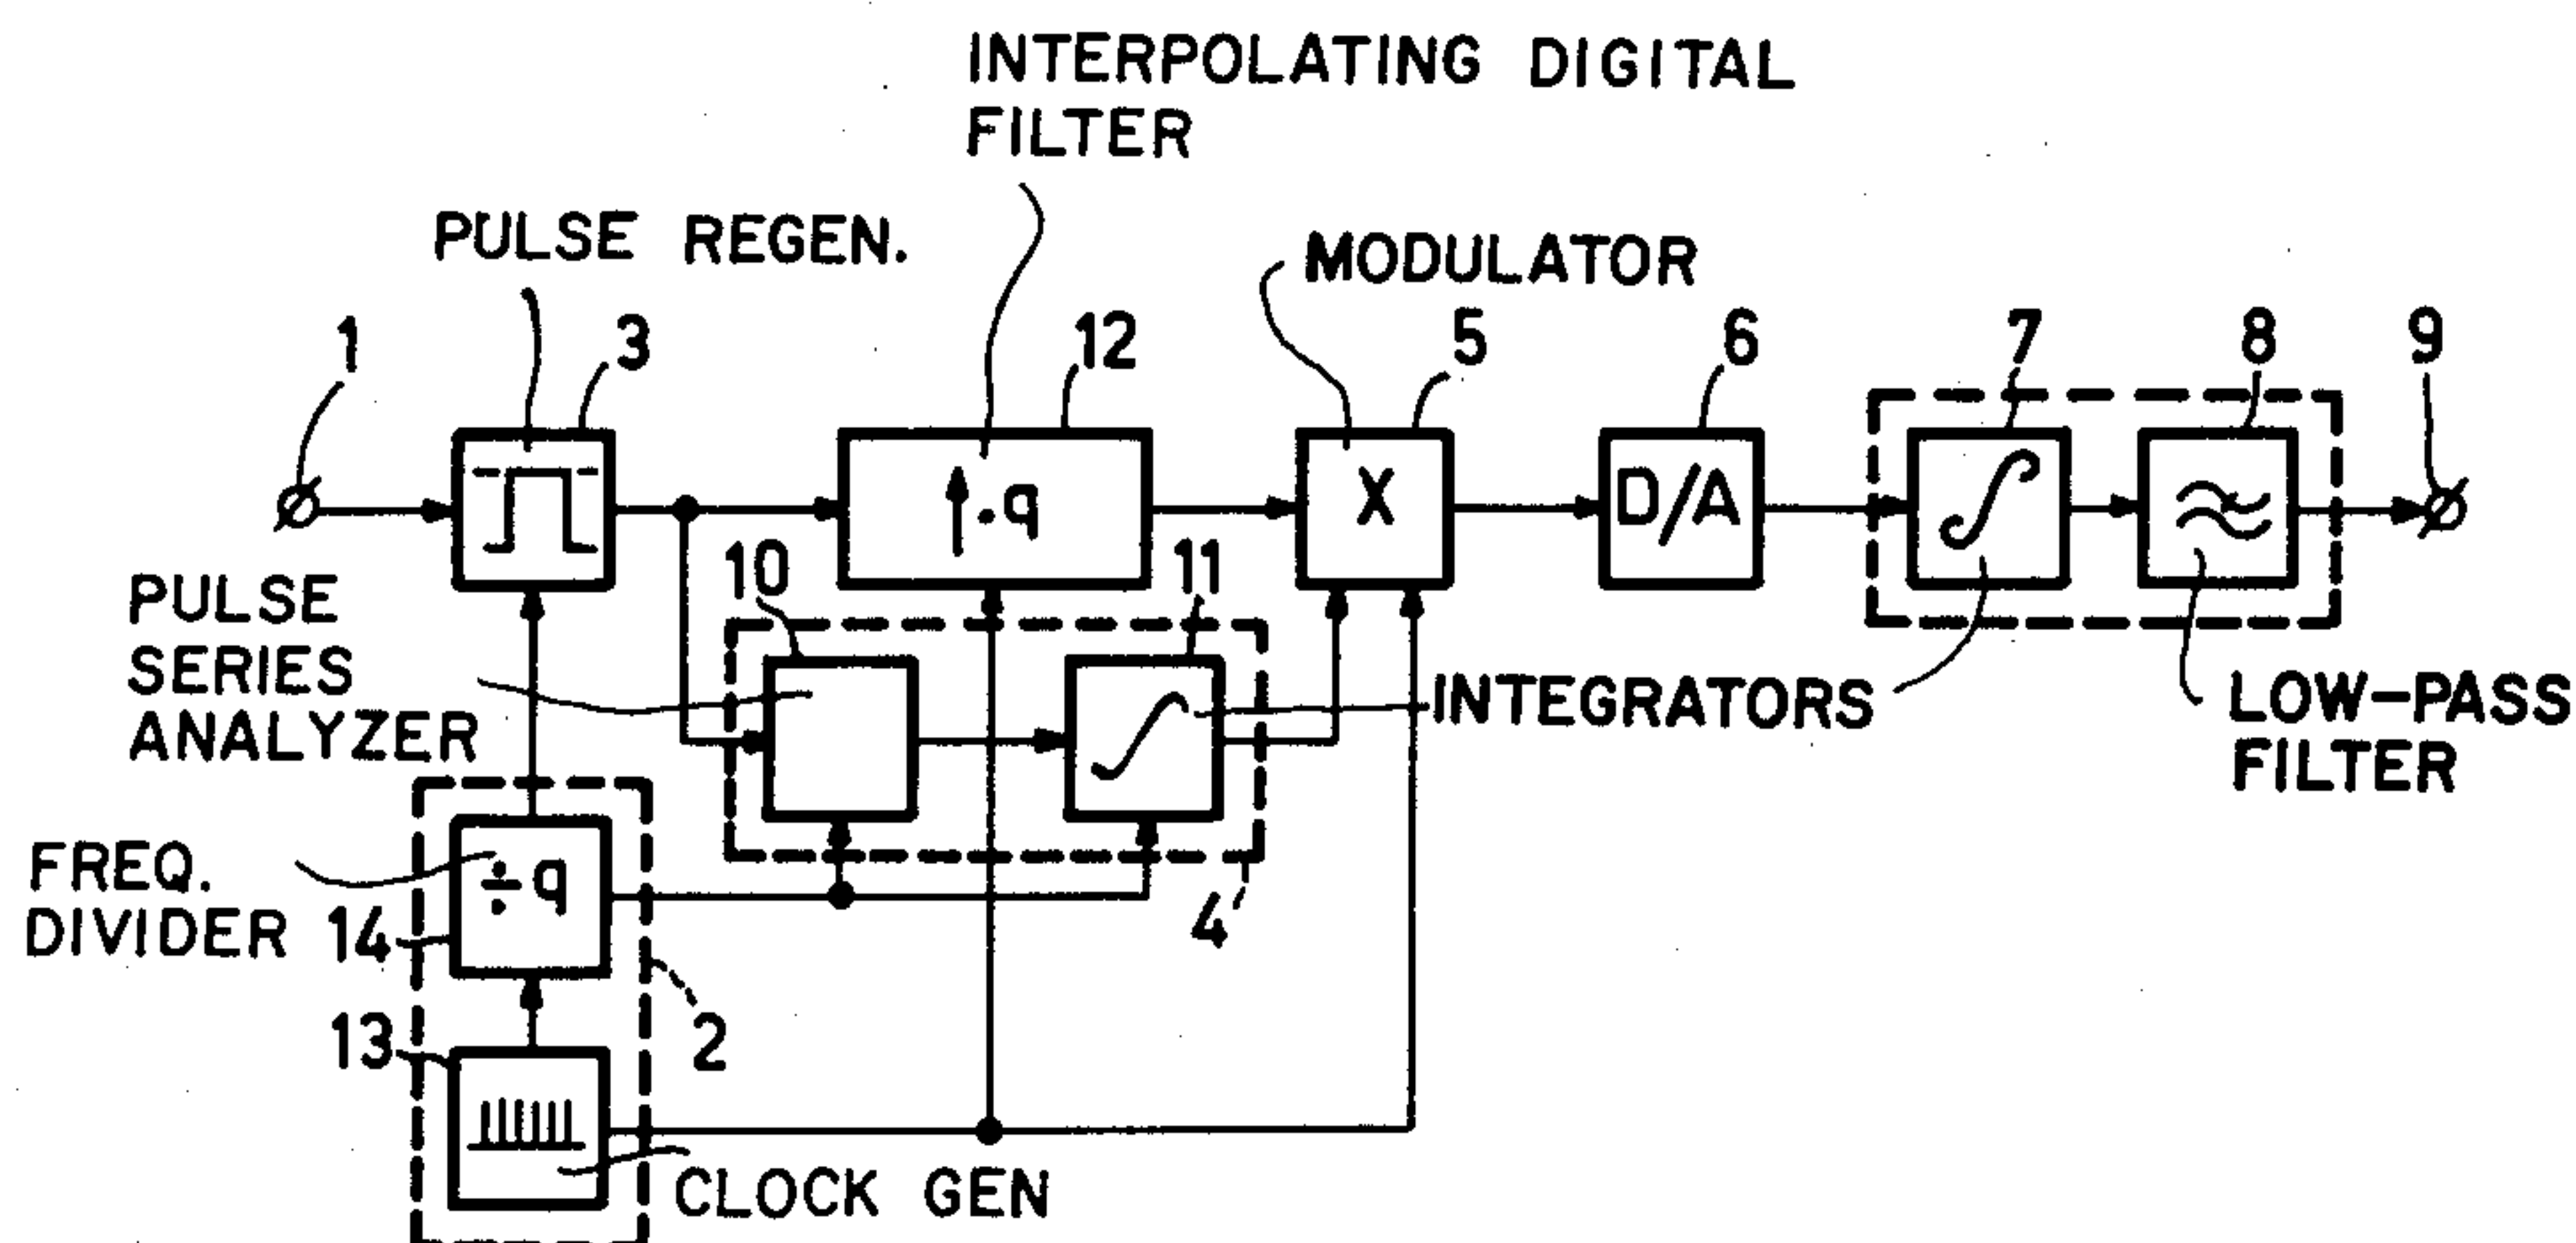 INTERPOLATING DIGITAL
FILTER
PULSE REGEN.
MODULATOR
1
3
12
5
6
7
8
9
↑.q
X
D/A
PULSE
SERIES
ANALYZER
10
11
INTEGRATORS
LOW-PASS
FILTER
FREQ.
DIVIDER
÷q
14
4
13
2
CLOCK GEN